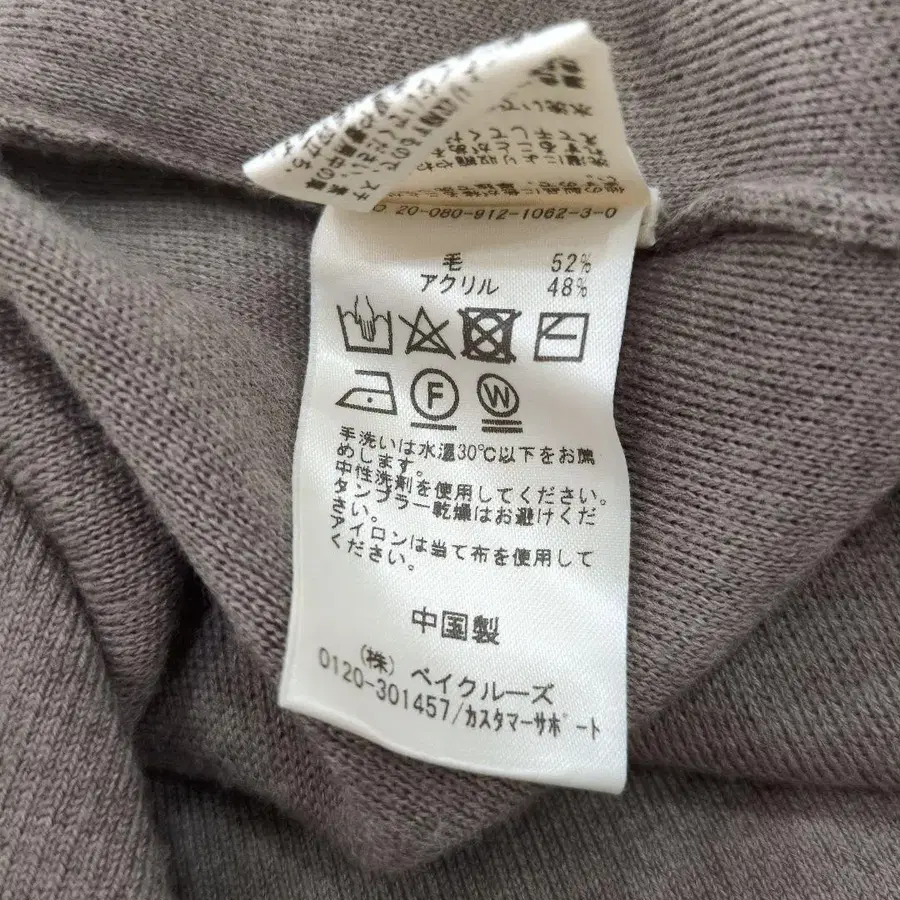 20-080-912-1062-3-0
毛 52%
アクリル 48%
F W
手洗いは水温30℃以下をお薦
めします。
中性洗剤を使用してください。
タンブラー乾燥はお避けくだ
さい。
アイロンは当て布を使用して
ください。
中国製
(株) ベイクルーズ
0120-301457/カスタマーサポート